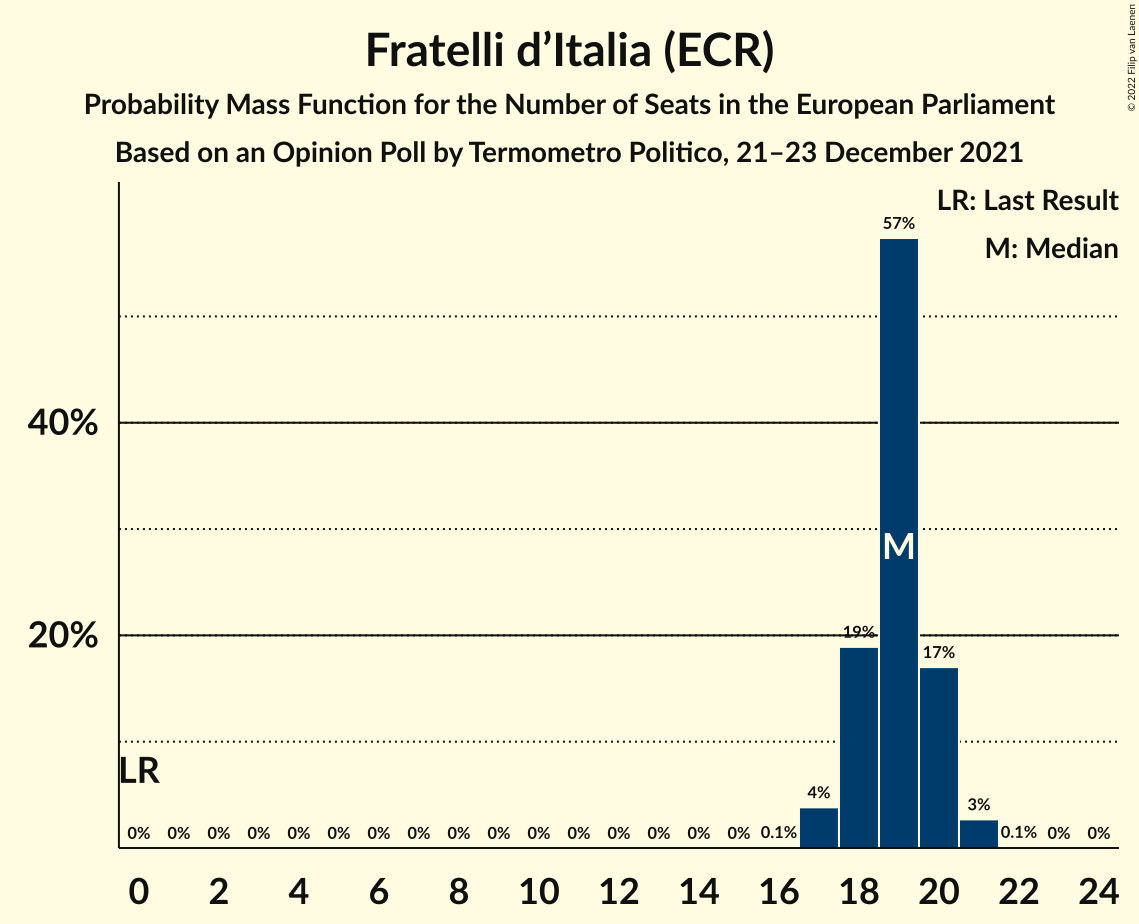 Fratelli d’Italia (ECR)
Probability Mass Function for the Number of Seats in the European Parliament
Based on an Opinion Poll by Termometro Politico, 21–23 December 2021
© 2022 Filip van Laenen
LR: Last Result
M: Median
57%
40%
M
20%
19%
17%
LR
4%
3%
0% 0% 0% 0% 0% 0% 0% 0% 0% 0% 0% 0% 0% 0% 0% 0% 0.1% 0.1% 0% 0%
0 2 4 6 8 10 12 14 16 18 20 22 24